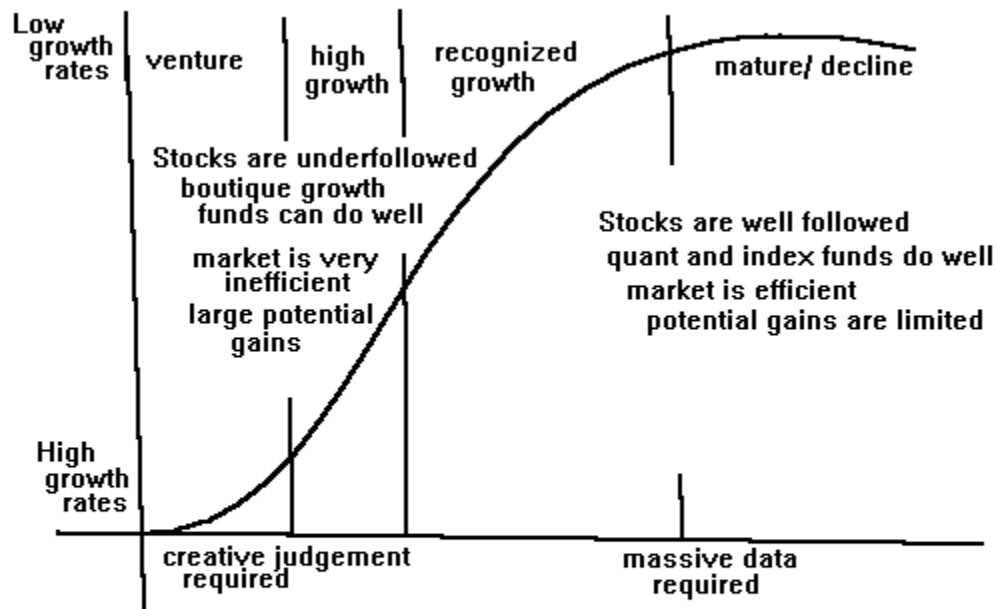 Low
growth
rates
venture
high
growth
recognized
growth
mature/ decline
Stocks are underfollowed
boutique growth
funds can do well
market is very
inefficient
large potential
gains
Stocks are well followed
quant and index funds do well
market is efficient
potential gains are limited
High
growth
rates
creative judgement
required
massive data
required